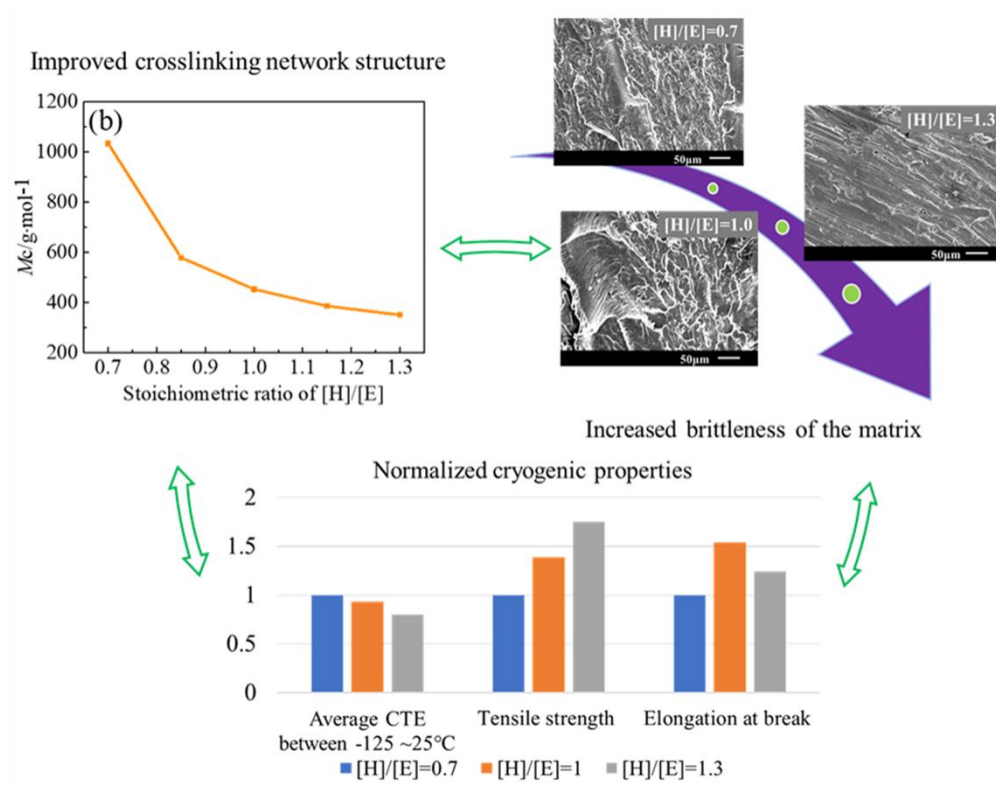 Improved crosslinking network structure
(b)
1200
1000
800
600
400
200
Mc/g·mol-1
0.7 0.8 0.9 1.0 1.1 1.2 1.3
Stoichiometric ratio of [H]/[E]
[H]/[E]=0.7
50μm
[H]/[E]=1.3
50μm
[H]/[E]=1.0
50μm
Increased brittleness of the matrix
Normalized cryogenic properties
2
1.5
1
0.5
0
Average CTE
between -125 ~25℃
Tensile strength
Elongation at break
[H]/[E]=0.7 [H]/[E]=1 [H]/[E]=1.3